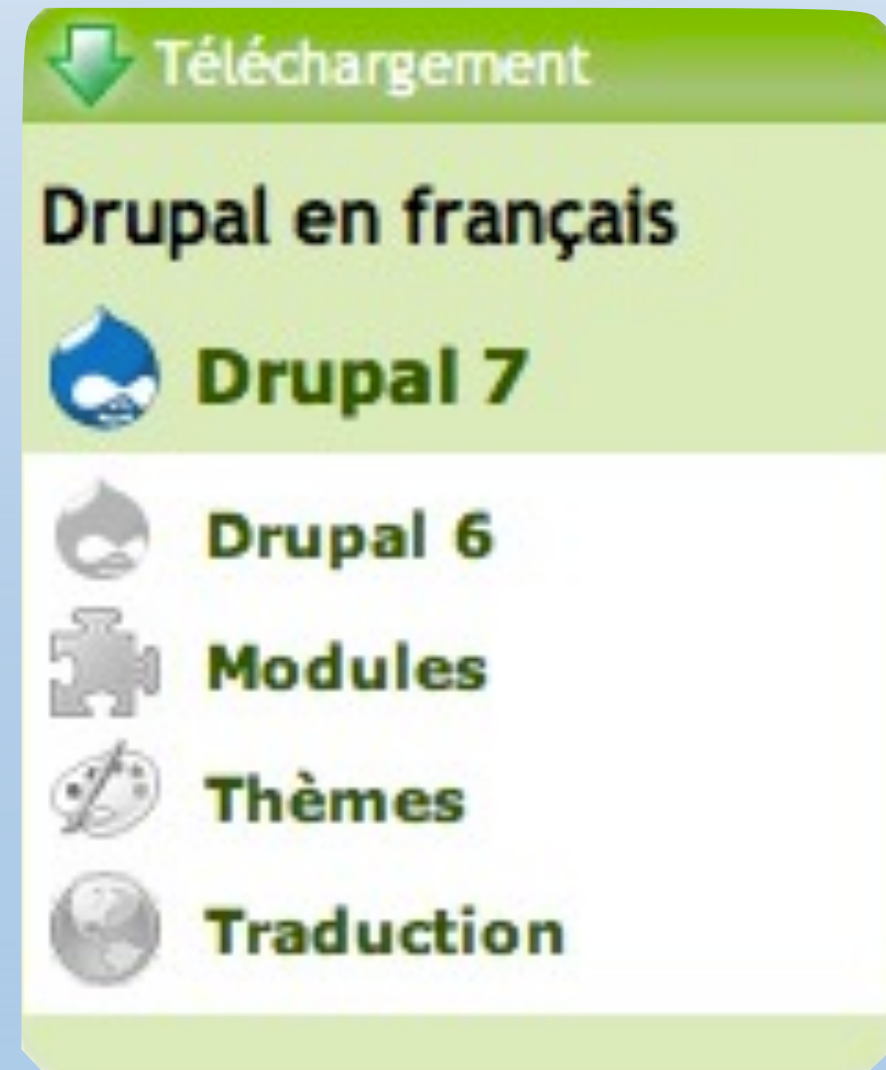 Téléchargement
Drupal en français
Drupal 7
Drupal 6
Modules
Thèmes
Traduction